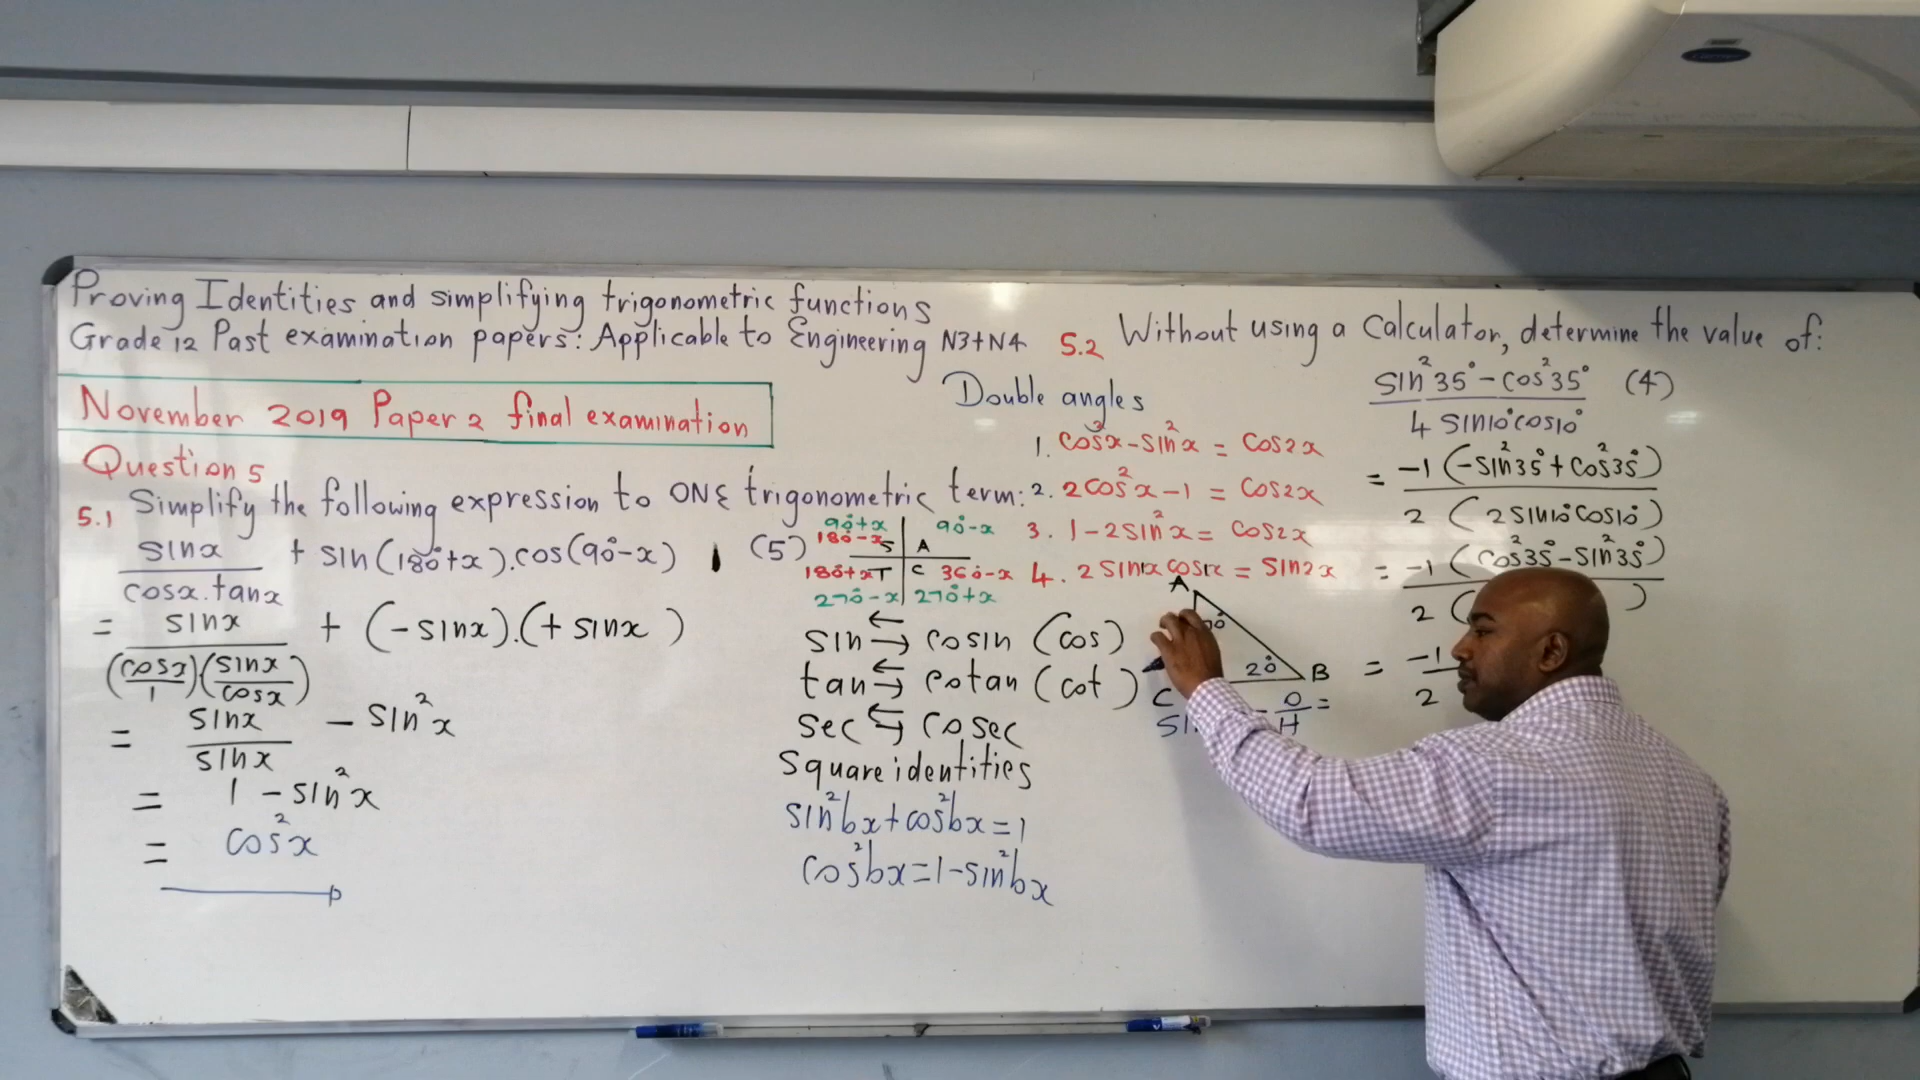 Proving Identities and simplifying trigonometric functions
Grade 12 Past examination papers: Applicable to Engineering N3+N4
November 2019 Paper 2 final examination
Question 5
5.1 Simplify the following expression to ONE trigonometric term:
sinx / cosx.tanx + sin(180°+x).cos(90°-x) (5)
= sinx / (cosx/1)(sinx/cosx) + (-sinx).(+sinx)
= sinx/sinx - sin²x
= 1 - sin²x
= cos²x
90°+x 90°-x
180°-x S A
180°+x T C 360-x
270°-x 270°+x
sin ⇄ cosin (cos)
tan ⇄ cotan (cot)
sec ⇄ cosec
Square identities
sin²bx+cos²bx=1
cos²bx=1-sin²bx
Double angles
1. cos²x-sin²x = cos2x
2. 2cos²x-1 = cos2x
3. 1-2sin²x = cos2x
4. 2sinxcosx = sin2x
A
20° B
C
O/H =
5.2 Without using a Calculator, determine the value of:
sin²35°-cos²35° / 4sin10°cos10° (4)
= -1(-sin²35°+cos²35°) / 2(2sin10°cos10°)
= -1(cos²35°-sin²35°) / 2( )
= -1 / 2
Carrier